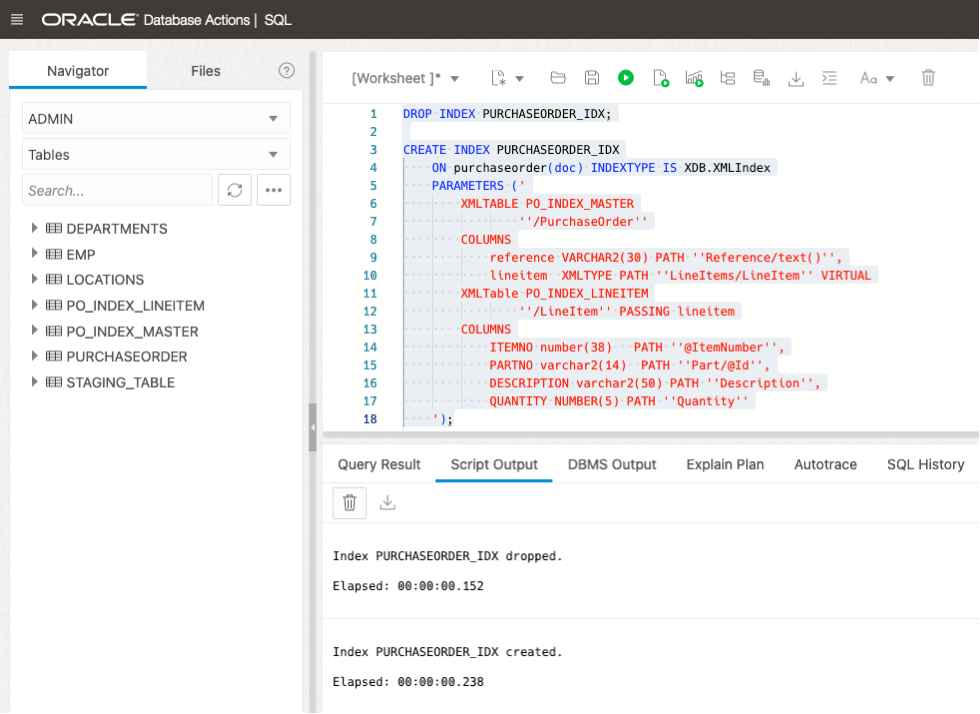 ORACLE Database Actions | SQL
Navigator
Files
?
ADMIN
Tables
Search...
DEPARTMENTS
EMP
LOCATIONS
PO_INDEX_LINEITEM
PO_INDEX_MASTER
PURCHASEORDER
STAGING_TABLE
[Worksheet ]*
Aa
1 DROP INDEX PURCHASEORDER_IDX;
2
3 CREATE INDEX PURCHASEORDER_IDX
4 ON purchaseorder(doc) INDEXTYPE IS XDB.XMLIndex
5 PARAMETERS ('
6 XMLTABLE PO_INDEX_MASTER
7 ''/PurchaseOrder''
8 COLUMNS
9 reference VARCHAR2(30) PATH ''Reference/text()'',
10 lineitem XMLTYPE PATH ''LineItems/LineItem'' VIRTUAL
11 XMLTable PO_INDEX_LINEITEM
12 ''/LineItem'' PASSING lineitem
13 COLUMNS
14 ITEMNO number(38) PATH ''@ItemNumber'',
15 PARTNO varchar2(14) PATH ''Part/@Id'',
16 DESCRIPTION varchar2(50) PATH ''Description'',
17 QUANTITY NUMBER(5) PATH ''Quantity''
18 ');
Query Result
Script Output
DBMS Output
Explain Plan
Autotrace
SQL History
Index PURCHASEORDER_IDX dropped.
Elapsed: 00:00:00.152
Index PURCHASEORDER_IDX created.
Elapsed: 00:00:00.238